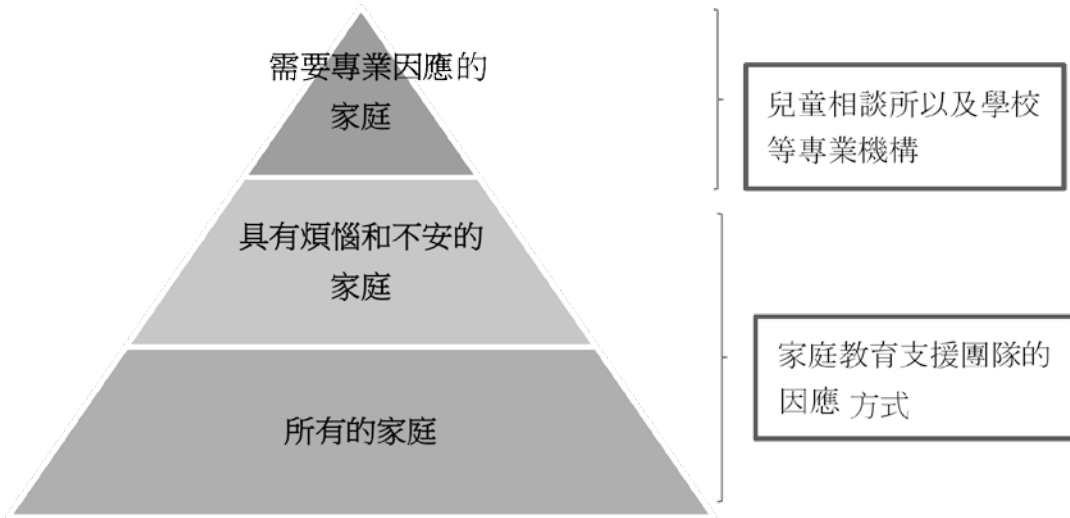 需要專業因應的
家庭
兒童相談所以及學校
等專業機構
具有煩惱和不安的
家庭
家庭教育支援團隊的
因應 方式
所有的家庭